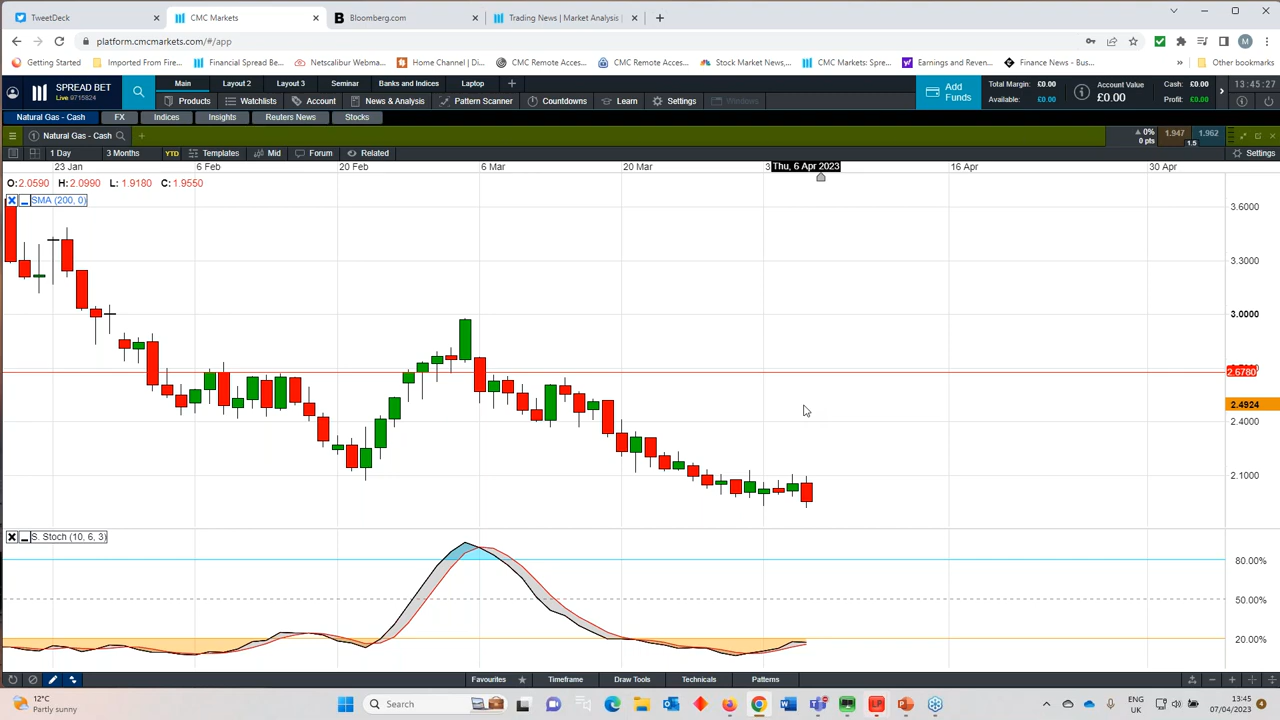 TweetDeck
CMC Markets
Bloomberg.com
Trading News | Market Analysis |
platform.cmcmarkets.com/#/app
M
Getting Started
Imported From Fire...
Financial Spread Be...
Netscalibur Webma...
Home Channel | Di...
CMC Remote Acces...
CMC Remote Acces...
Stock Market News,...
CMC Markets: Spre...
Earnings and Revenu...
Finance News - Bus...
Other bookmarks
SPREAD BET
Live 9715824
Main
Layout 2
Layout 3
Seminar
Banks and Indices
Laptop
Products
Watchlists
Account
News & Analysis
Pattern Scanner
Countdowns
Learn
Settings
Windows
Add Funds
Total Margin: £0.00
Available: £0.00
Account Value
£0.00
Cash: £0.00
Profit: £0.00
13:45:27
Natural Gas - Cash
FX
Indices
Insights
Reuters News
Stocks
Natural Gas - Cash
0%
0 pts
1.947
1.5
1.962
1 Day
3 Months
YTD
Templates
Mid
Forum
Related
Settings
23 Jan
6 Feb
20 Feb
6 Mar
20 Mar
Thu, 6 Apr 2023
16 Apr
30 Apr
O:2.0590 H: 2.0990 L: 1.9180 C: 1.9550
SMA (200, 0)
3.6000
3.3000
3.0000
2.6780
2.4924
2.4000
2.1000
S. Stoch (10, 6, 3)
80.00%
50.00%
20.00%
Favourites
Timeframe
Draw Tools
Technicals
Patterns
12°C
Partly sunny
Search
ENG
UK
13:45
07/04/2023